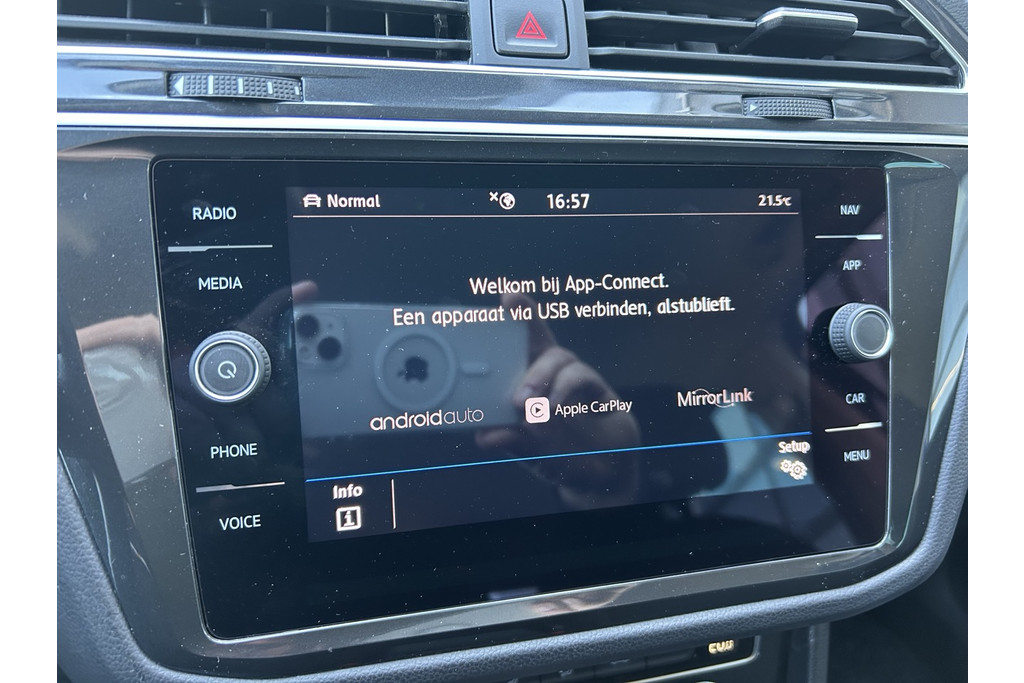 RADIO
MEDIA
PHONE
VOICE
Normal
16:57
21.5°C
Welkom bij App-Connect.
Een apparaat via USB verbinden, alstublieft.
androidauto
Apple CarPlay
MirrorLink
Setup
Info
NAV
APP
CAR
MENU